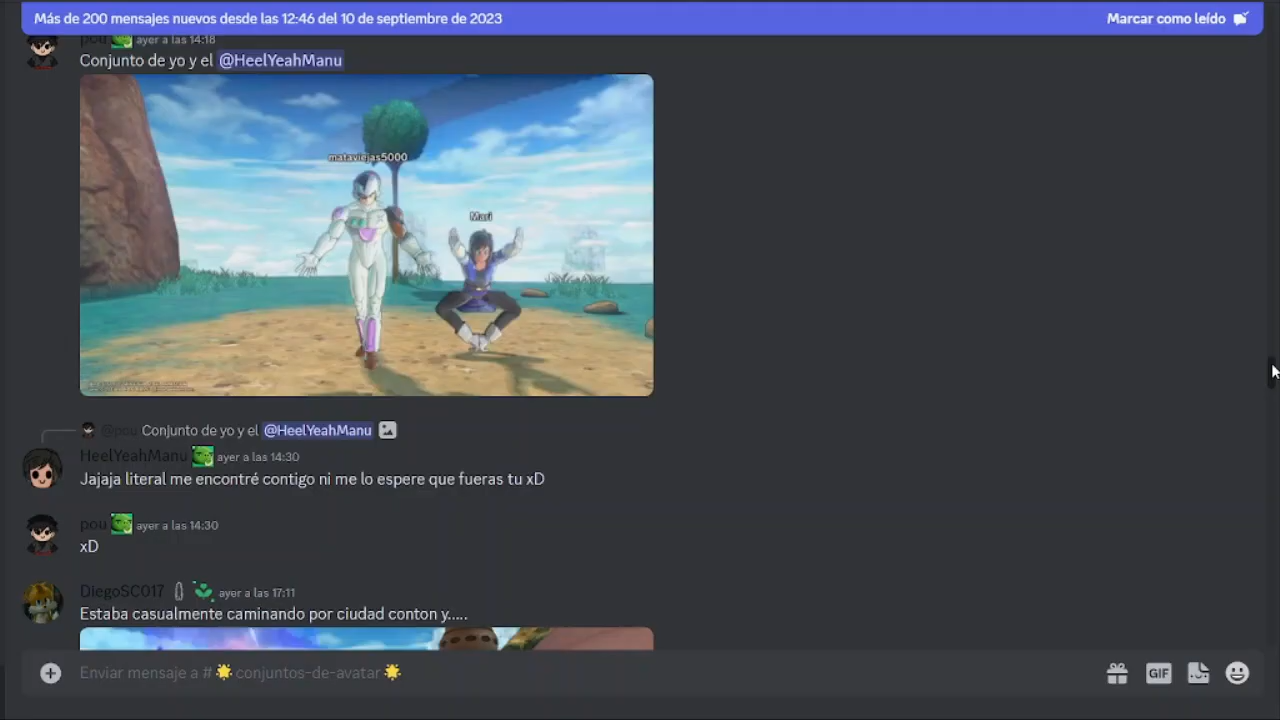 Más de 200 mensajes nuevos desde las 12:46 del 10 de septiembre de 2023 Marcar como leído
pou ayer a las 14:18
Conjunto de yo y el @HeelYeahManu
mataviejas5000
Mari
@pou Conjunto de yo y el @HeelYeahManu
HeelYeahManu ayer a las 14:30
Jajaja literal me encontré contigo ni me lo espere que fueras tu xD
pou ayer a las 14:30
xD
DiegoSC017 ayer a las 17:11
Estaba casualmente caminando por ciudad conton y.....
Enviar mensaje a #🌟conjuntos-de-avatar🌟 GIF